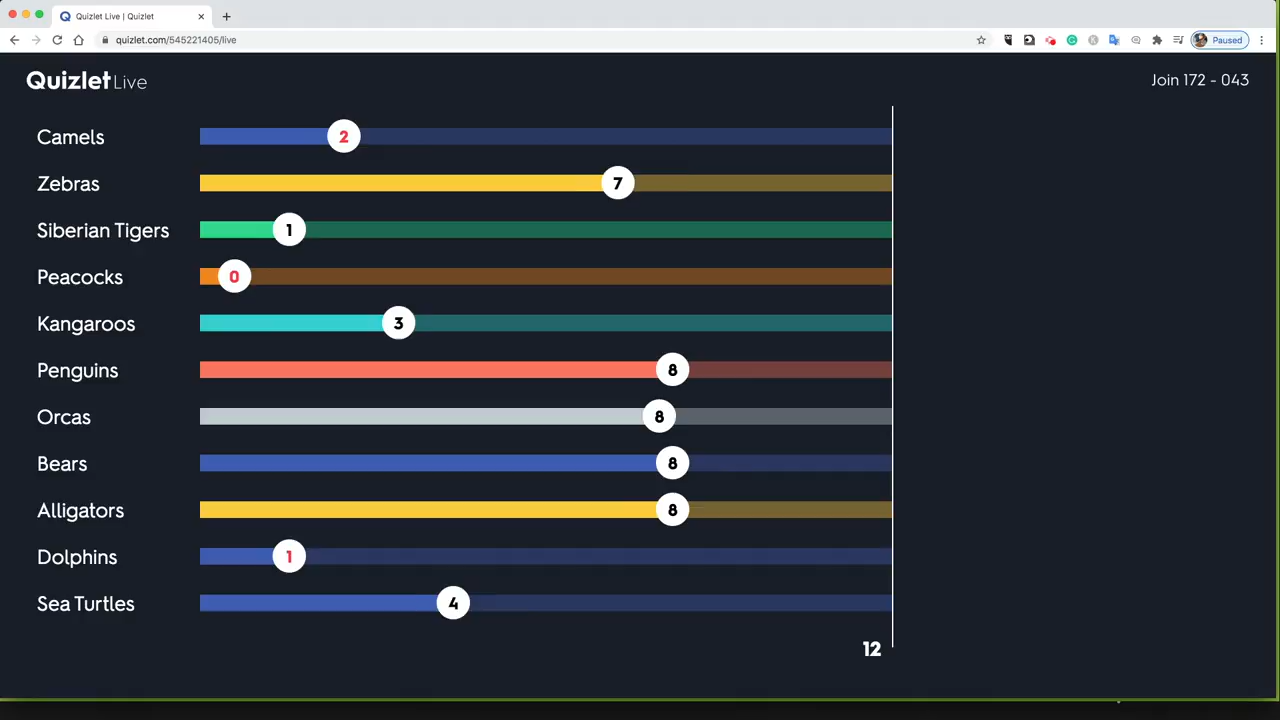 Quizlet Live | Quizlet
quizlet.com/545221405/live
Paused
Quizlet Live
Join 172 - 043
Camels 2
Zebras 7
Siberian Tigers 1
Peacocks 0
Kangaroos 3
Penguins 8
Orcas 8
Bears 8
Alligators 8
Dolphins 1
Sea Turtles 4
12